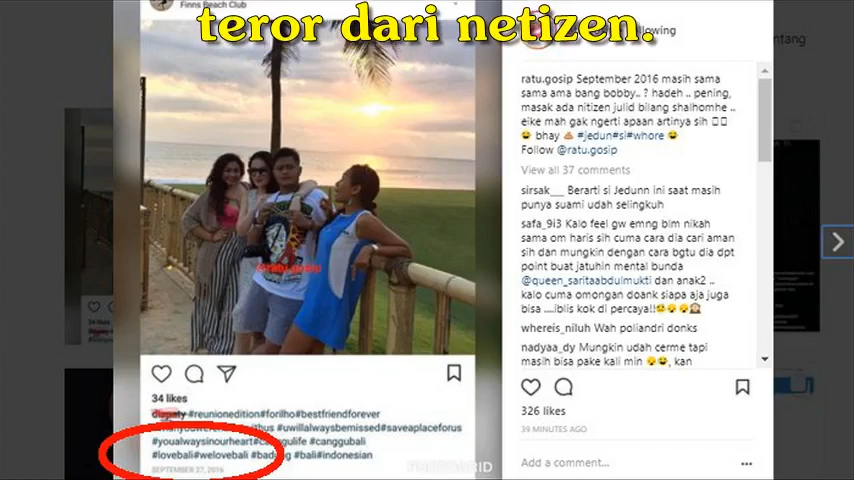 Finns Beach Club
teror dari netizen.
@ratu.gosip
34 likes
#reunionedition#forilho#bestfriendforever
#uwillalwaysbemissed#saveaplaceforus
#youalwaysinourheart #canggubali
#lovebali#welovebali #bali#indonesian
SEPTEMBER 27, 2016
ratu.gosip September 2016 masih sama
sama ama bang bobby.. ? hadeh .. pening,
masak ada nitizen julid bilang shalhomhe ..
eike mah gak ngerti apaan artinya sih
😂 bhay 💩 #jedun#si#whore 😂
Follow @ratu.gosip
View all 37 comments
sirsak___ Berarti si Jedunn ini saat masih
punya suami udah selingkuh
safa_9i3 Kalo feel gw emng blm nikah
sama om haris sih cuma cara dia cari aman
sih dan mungkin dengan cara bgtu dia dpt
point buat jatuhin mental bunda
@queen_saritaabdulmukti dan anak2 ..
kalo cuma omongan doank siapa aja juga
bisa ....iblis kok di percaya!!
whereis_niluh Wah poliandri donks
nadyaa_dy Mungkin udah cerme tapi
masih bisa pake kali min kan
326 likes
39 MINUTES AGO
Add a comment...